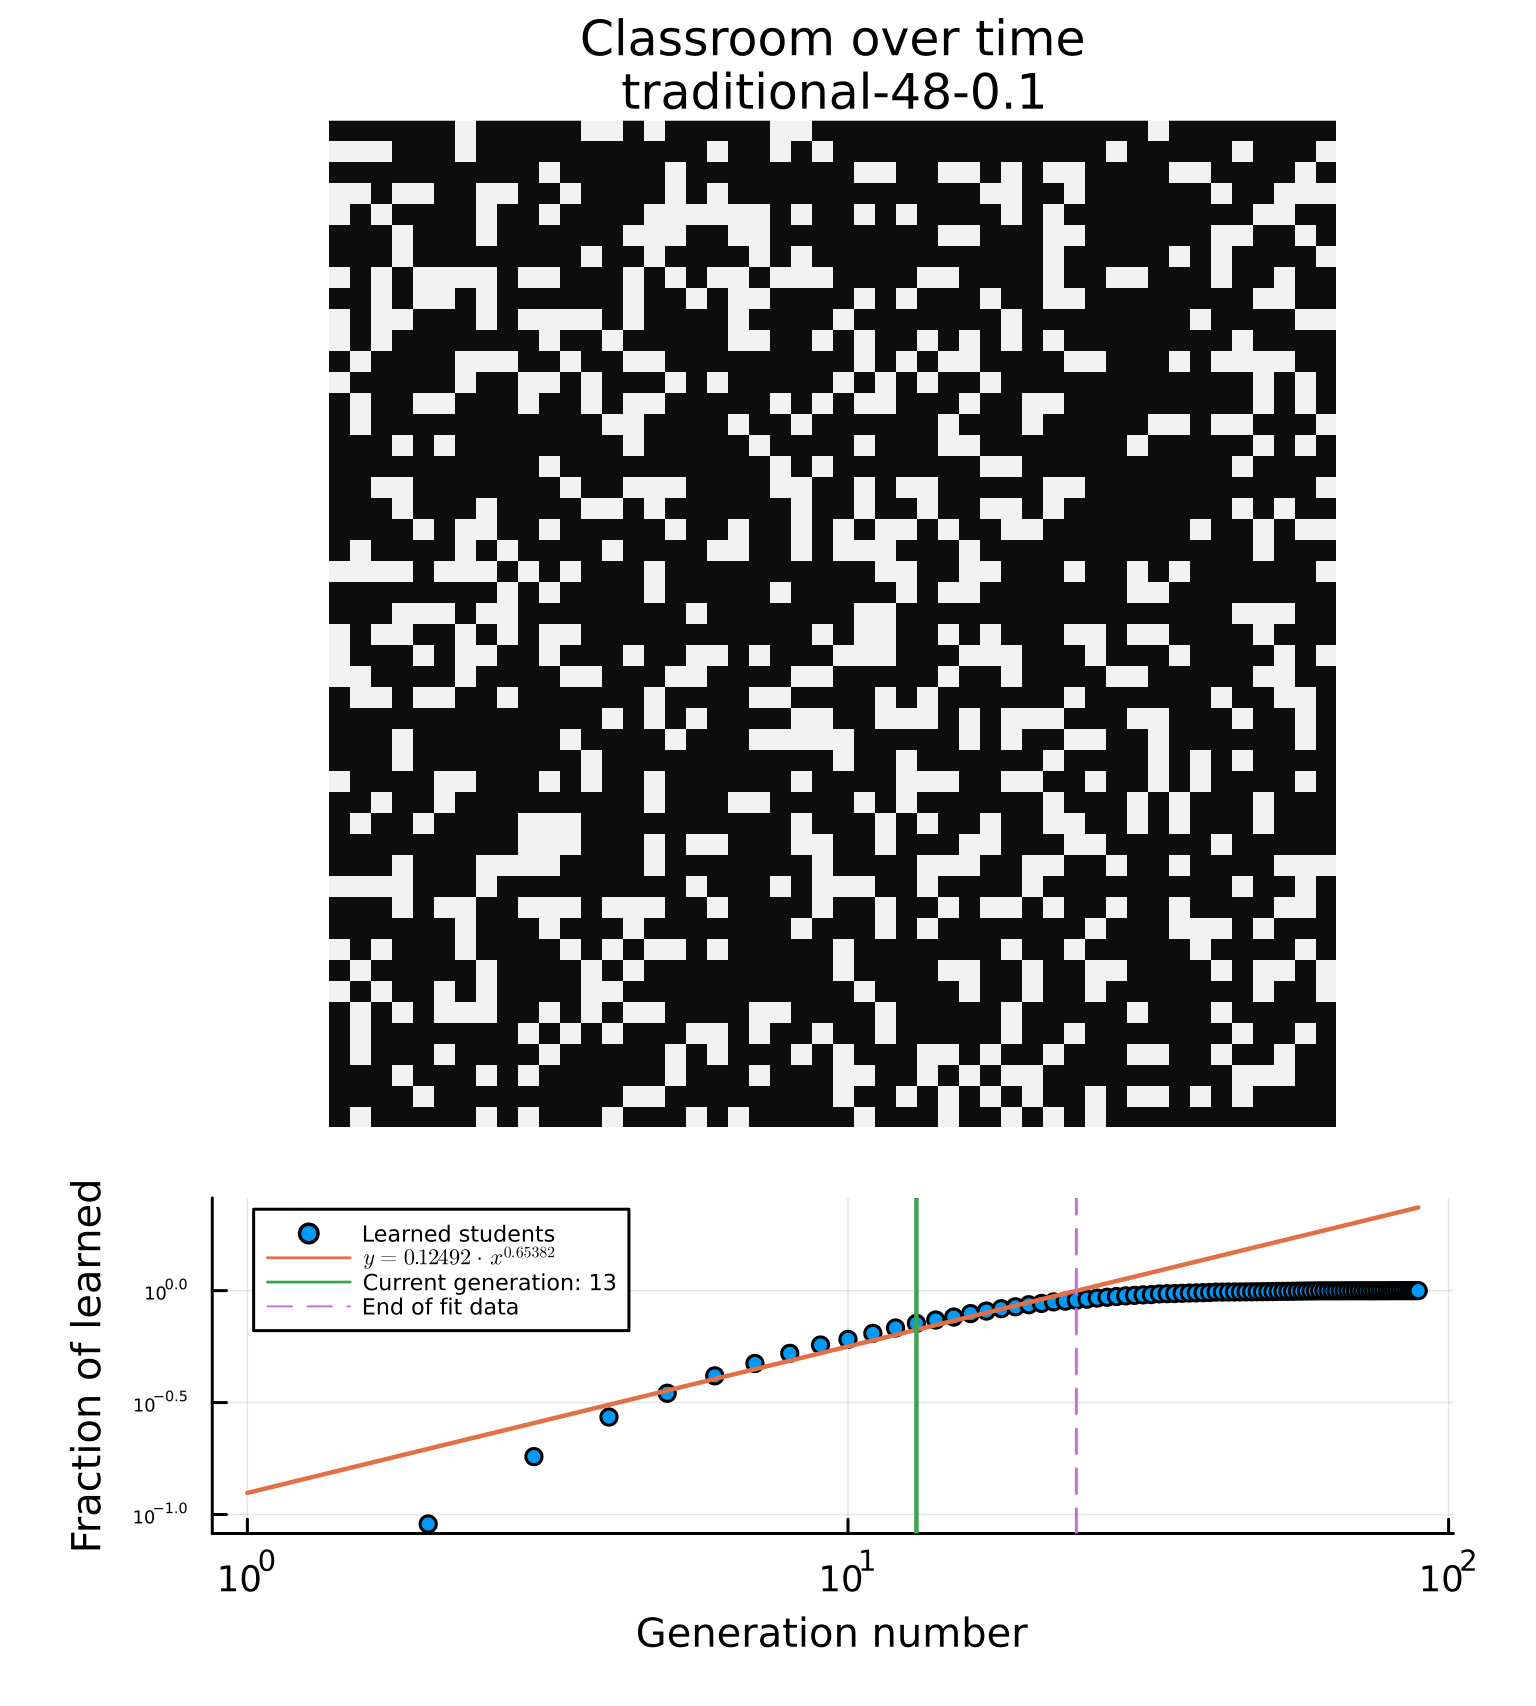 Classroom over time
traditional-48-0.1
Fraction of learned
10^0.0
10^−0.5
10^−1.0
Learned students
y = 0.12492 · x^0.65382
Current generation: 13
End of fit data
10^0
10^1
10^2
Generation number